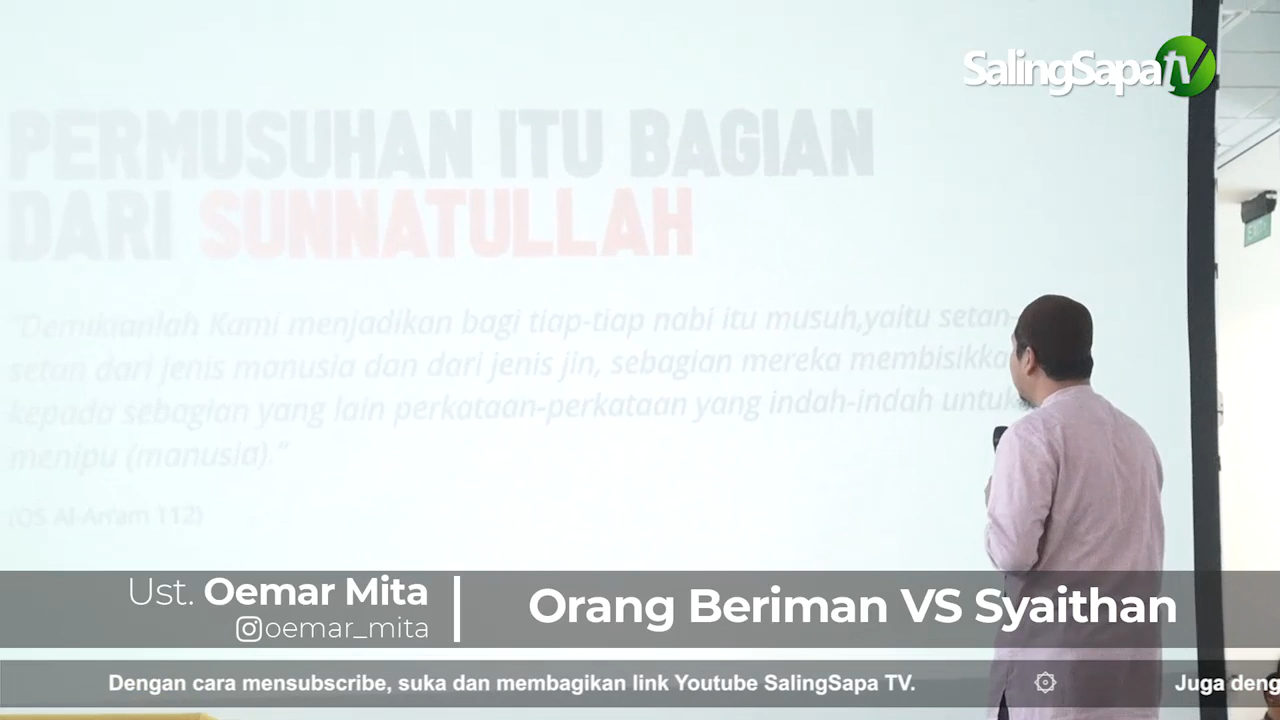 SalingSapa tv
PERMUSUHAN ITU BAGIAN
DARI SUNNATULLAH
"Demikianlah Kami menjadikan bagi tiap-tiap nabi itu musuh,yaitu setan-
setan dari jenis manusia dan dari jenis jin, sebagian mereka membisikka
kepada sebagian yang lain perkataan-perkataan yang indah-indah untuk
menipu (manusia)."
(QS Al-An'am 112)
EXIT
Ust. Oemar Mita
oemar_mita
Orang Beriman VS Syaithan
Dengan cara mensubscribe, suka dan membagikan link Youtube SalingSapa TV.
Juga deng